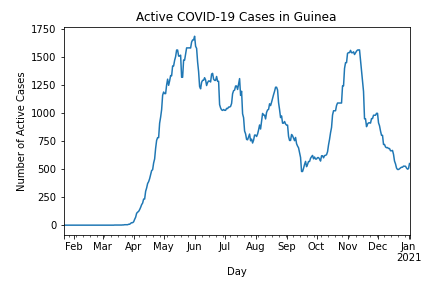 Active COVID-19 Cases in Guinea
Number of Active Cases
1750
1500
1250
1000
750
500
250
0
Feb Mar Apr May Jun Jul Aug Sep Oct Nov Dec Jan
2021
Day